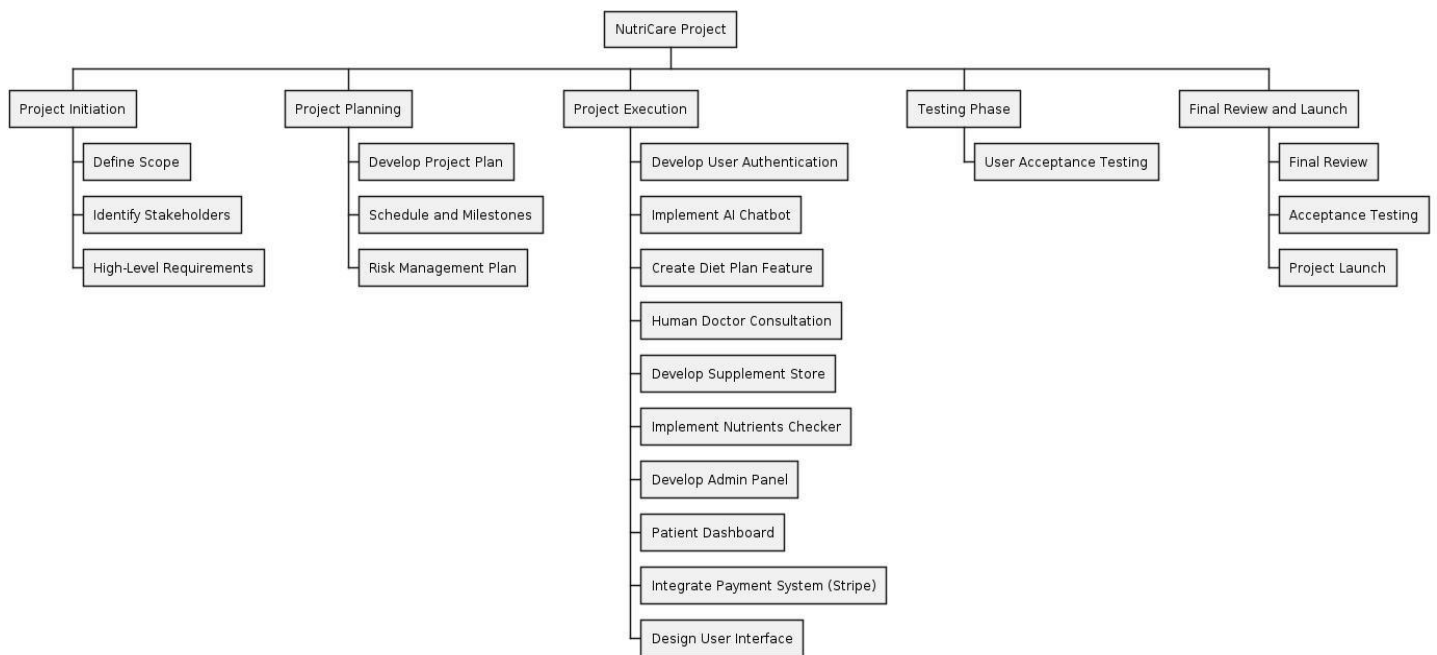 NutriCare Project
Project Initiation
Define Scope
Identify Stakeholders
High-Level Requirements
Project Planning
Develop Project Plan
Schedule and Milestones
Risk Management Plan
Project Execution
Develop User Authentication
Implement AI Chatbot
Create Diet Plan Feature
Human Doctor Consultation
Develop Supplement Store
Implement Nutrients Checker
Develop Admin Panel
Patient Dashboard
Integrate Payment System (Stripe)
Design User Interface
Testing Phase
User Acceptance Testing
Final Review and Launch
Final Review
Acceptance Testing
Project Launch